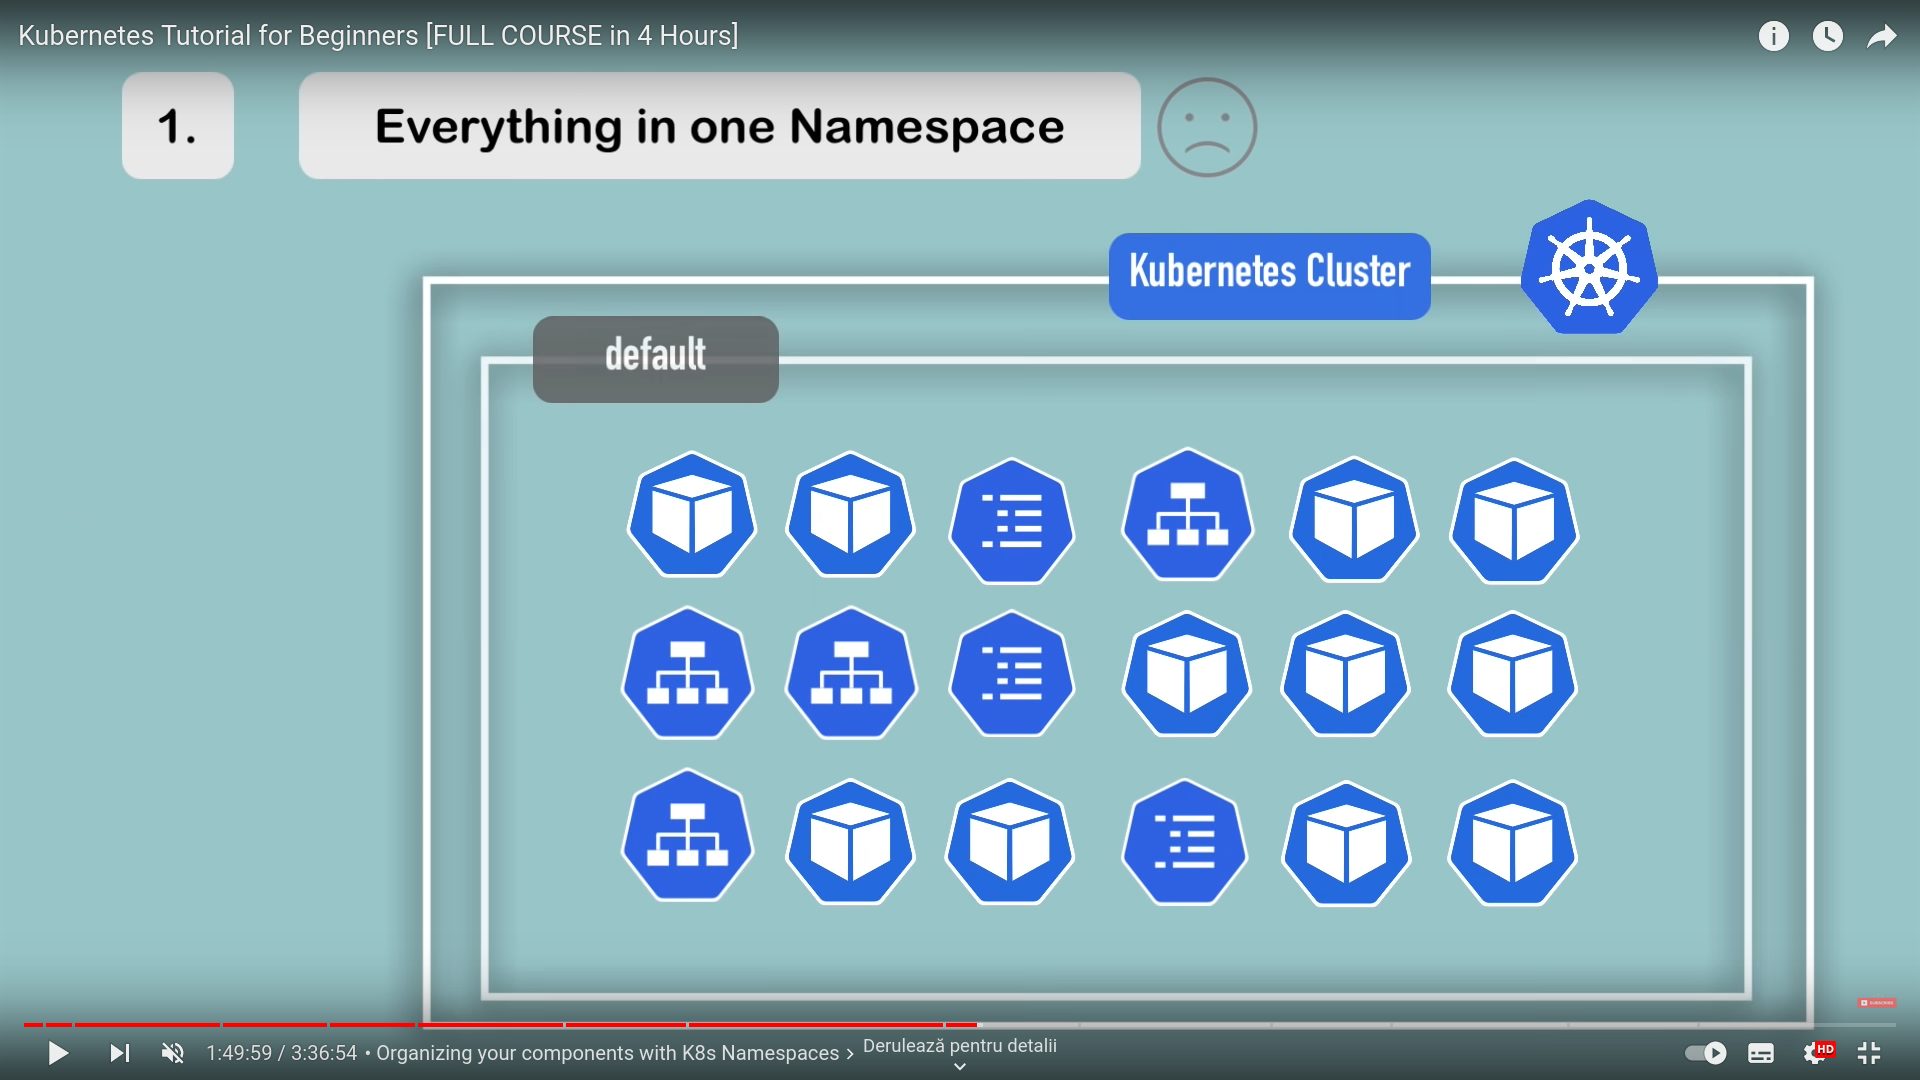 Kubernetes Tutorial for Beginners [FULL COURSE in 4 Hours]
1.
Everything in one Namespace
Kubernetes Cluster
default
SUBSCRIBE
1:49:59 / 3:36:54 • Organizing your components with K8s Namespaces
Derulează pentru detalii
HD